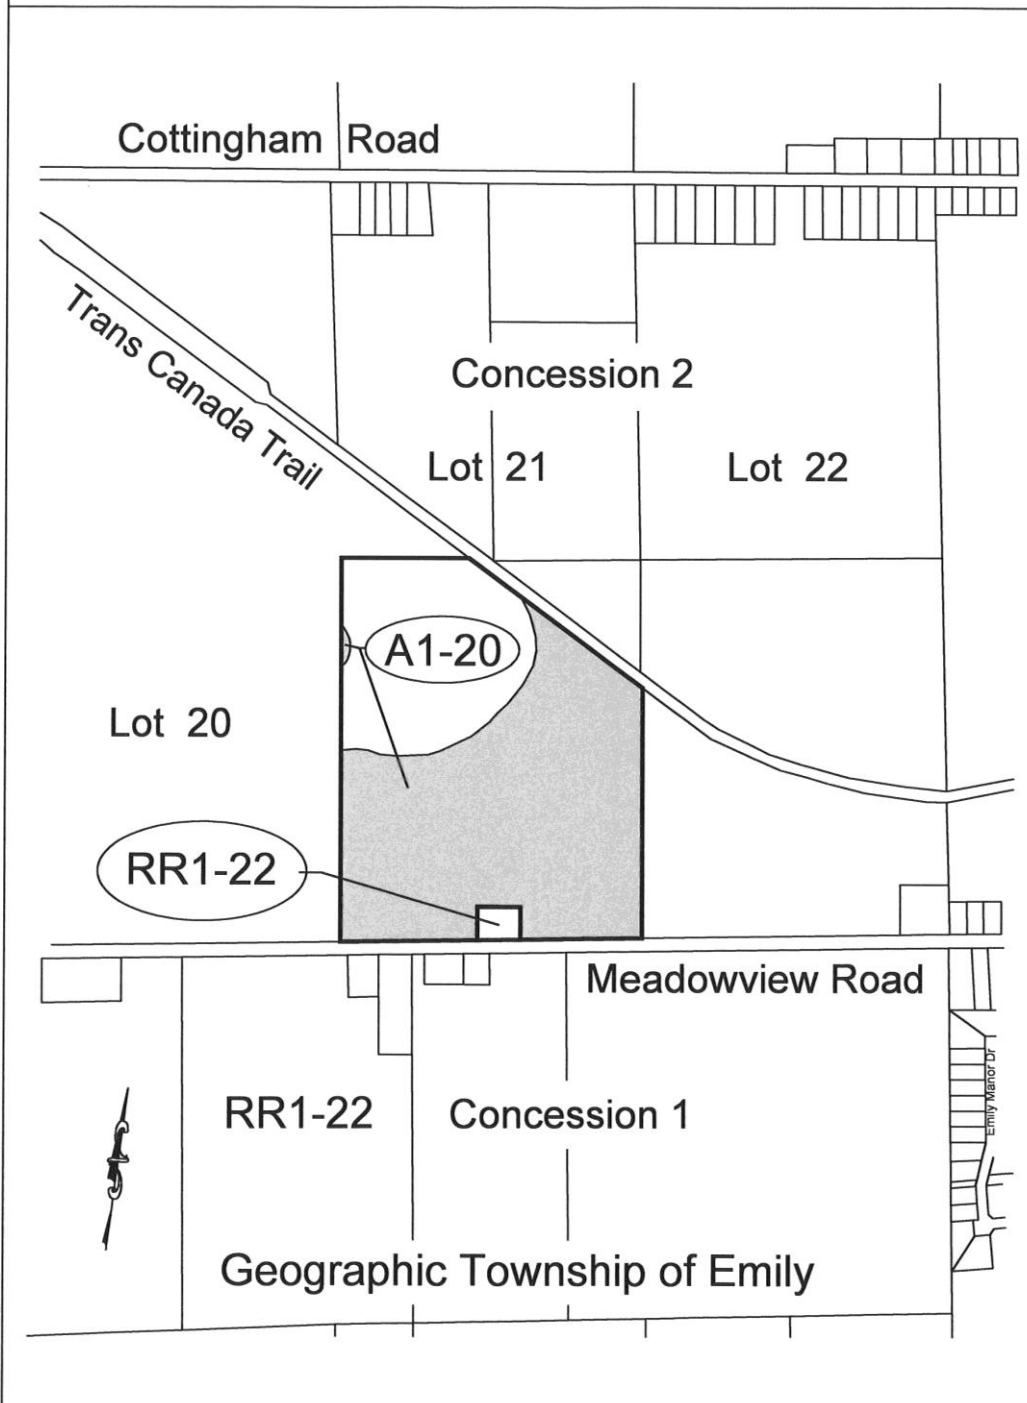 Cottingham Road
Trans Canada Trail
Concession 2
Lot 21
Lot 22
A1-20
Lot 20
RR1-22
Meadowview Road
Emily Manor Dr
RR1-22
Concession 1
Geographic Township of Emily